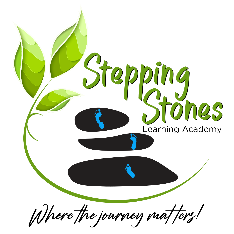 Stepping
Stones
Learning Academy
Where the journey matters!